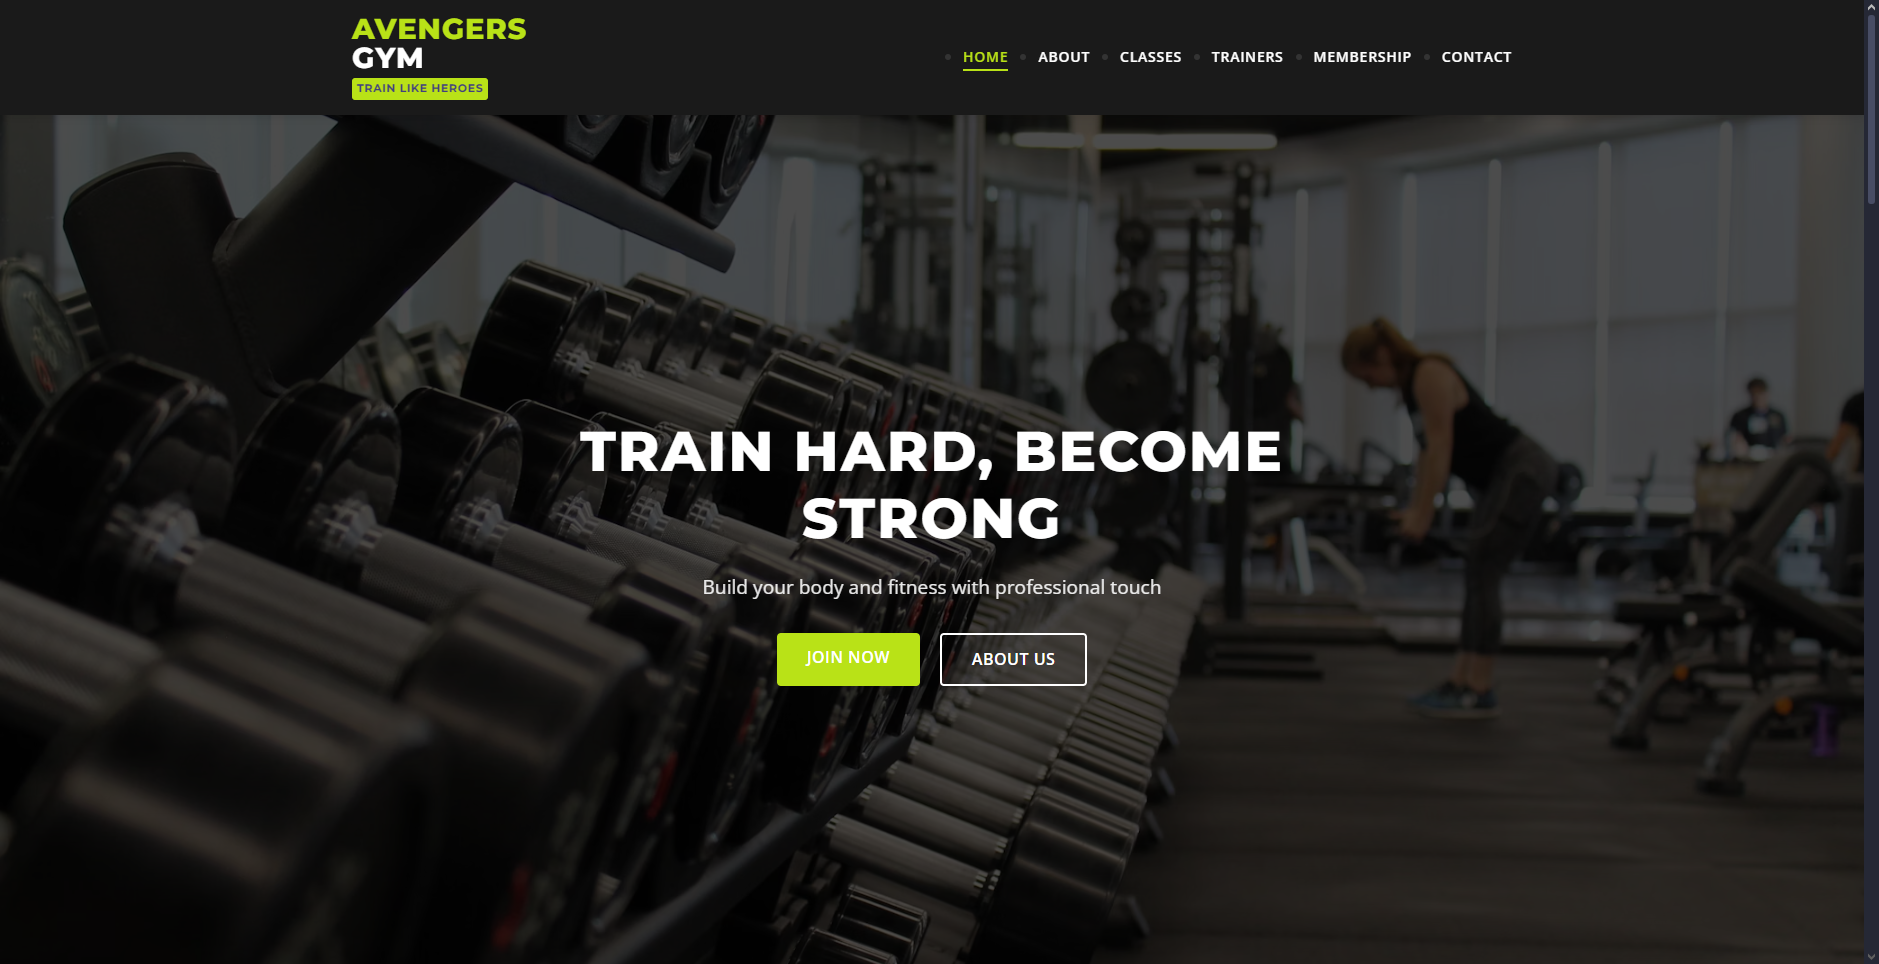 AVENGERS
GYM
TRAIN LIKE HEROES
HOME ABOUT CLASSES TRAINERS MEMBERSHIP CONTACT
TRAIN HARD, BECOME
STRONG
Build your body and fitness with professional touch
JOIN NOW ABOUT US